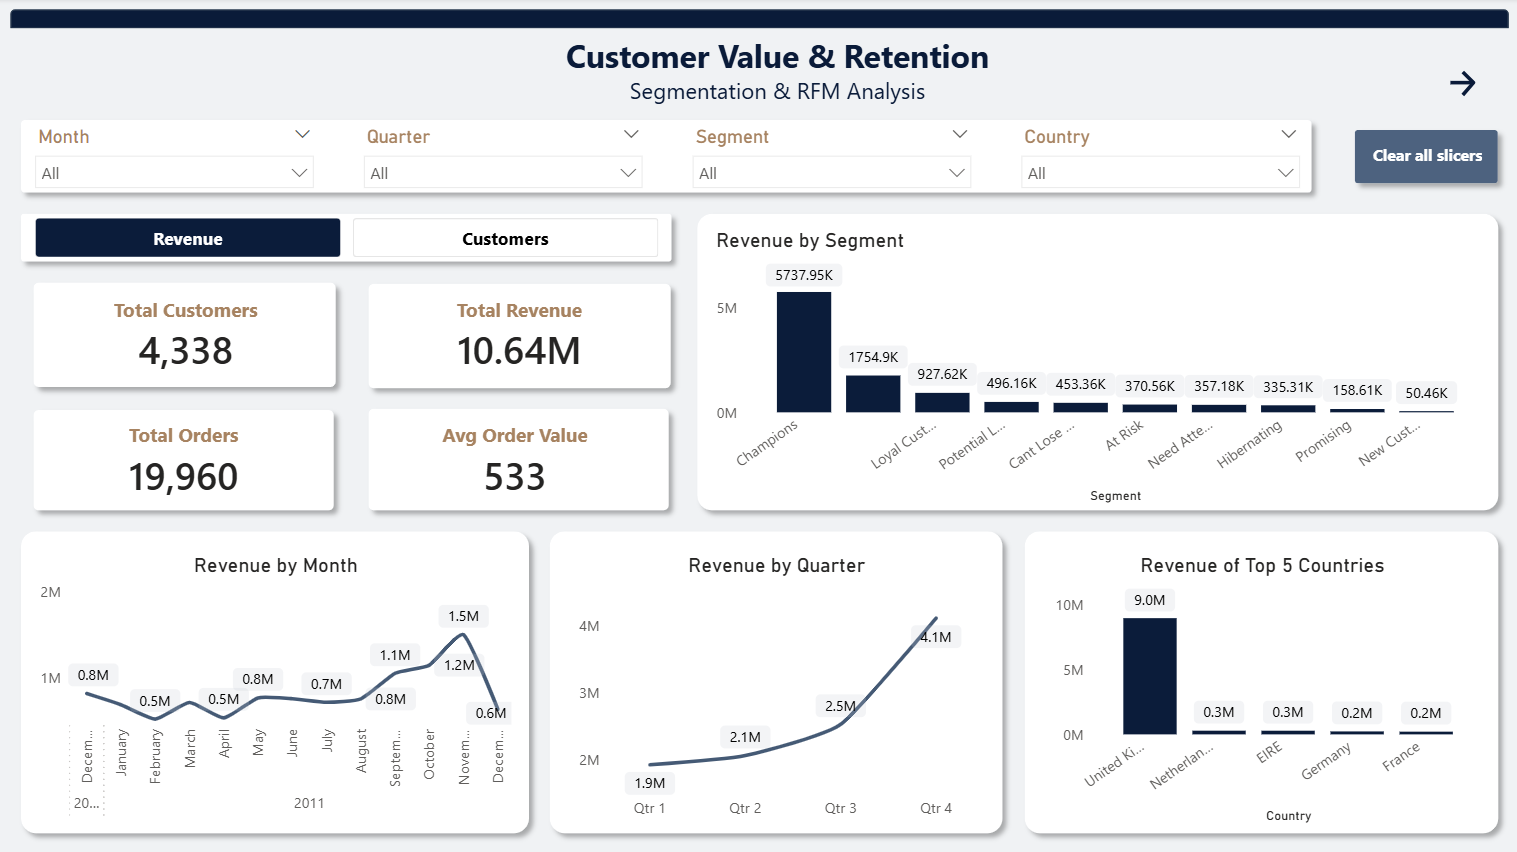 Customer Value & Retention
Segmentation & RFM Analysis
Month Quarter Segment Country
All All All All
Clear all slicers
Revenue Customers
Total Customers
4,338
Total Revenue
10.64M
Total Orders
19,960
Avg Order Value
533
Revenue by Segment
5M
0M
5737.95K
1754.9K
927.62K
496.16K
453.36K
370.56K
357.18K
335.31K
158.61K
50.46K
Champions
Loyal Cust...
Potential L...
Cant Lose ...
At Risk
Need Atte...
Hibernating
Promising
New Cust...
Segment
Revenue by Month
2M
1M
0.8M
0.5M
0.5M
0.8M
0.7M
0.8M
1.1M
1.2M
1.5M
0.6M
Decem...
January
February
March
April
May
June
July
August
Septem...
October
Novem...
Decem...
20...
2011
Revenue by Quarter
4M
3M
2M
1.9M
2.1M
2.5M
4.1M
Qtr 1
Qtr 2
Qtr 3
Qtr 4
Revenue of Top 5 Countries
10M
5M
0M
9.0M
0.3M
0.3M
0.2M
0.2M
United Ki...
Netherlan...
EIRE
Germany
France
Country